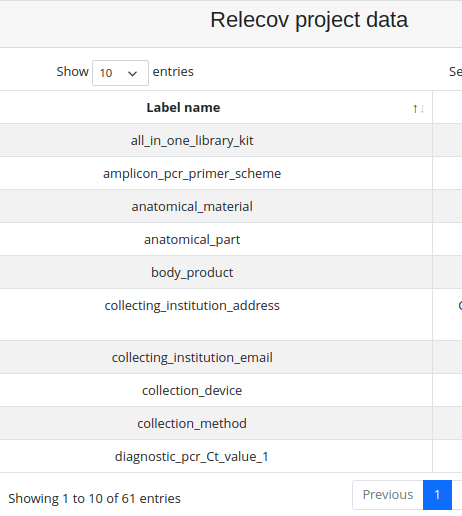 Relecov project data
Show 10 entries Se
Label name
all_in_one_library_kit
amplicon_pcr_primer_scheme
anatomical_material
anatomical_part
body_product
collecting_institution_address
collecting_institution_email
collection_device
collection_method
diagnostic_pcr_Ct_value_1
Showing 1 to 10 of 61 entries Previous 1